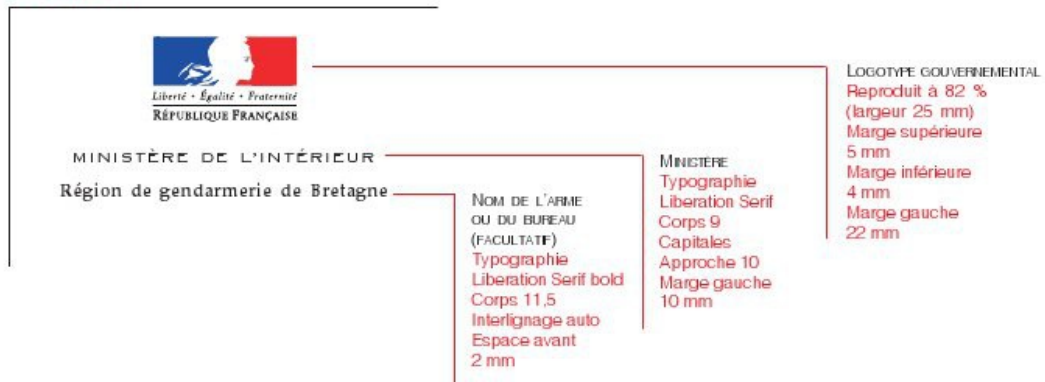 Liberté • Égalité • Fraternité
RÉPUBLIQUE FRANÇAISE
MINISTÈRE DE L'INTÉRIEUR
Région de gendarmerie de Bretagne
NOM DE L'ARME
OU DU BUREAU
(FACULTATIF)
Typographie
Liberation Serif bold
Corps 11,5
Interlignage auto
Espace avant
2 mm
MINISTÈRE
Typographie
Liberation Serif
Corps 9
Capitales
Approche 10
Marge gauche
10 mm
LOGOTYPE GOUVERNEMENTAL
Reproduit à 82 %
(largeur 25 mm)
Marge supérieure
5 mm
Marge inférieure
4 mm
Marge gauche
22 mm